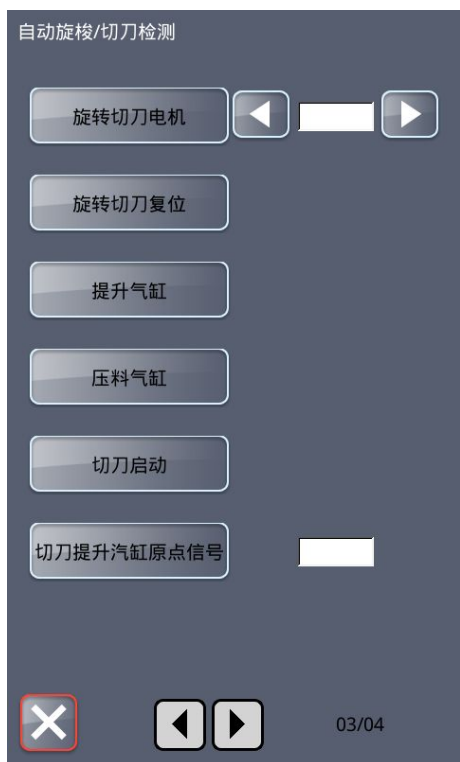 自动旋梭/切刀检测
旋转切刀电机
旋转切刀复位
提升气缸
压料气缸
切刀启动
切刀提升汽缸原点信号
03/04